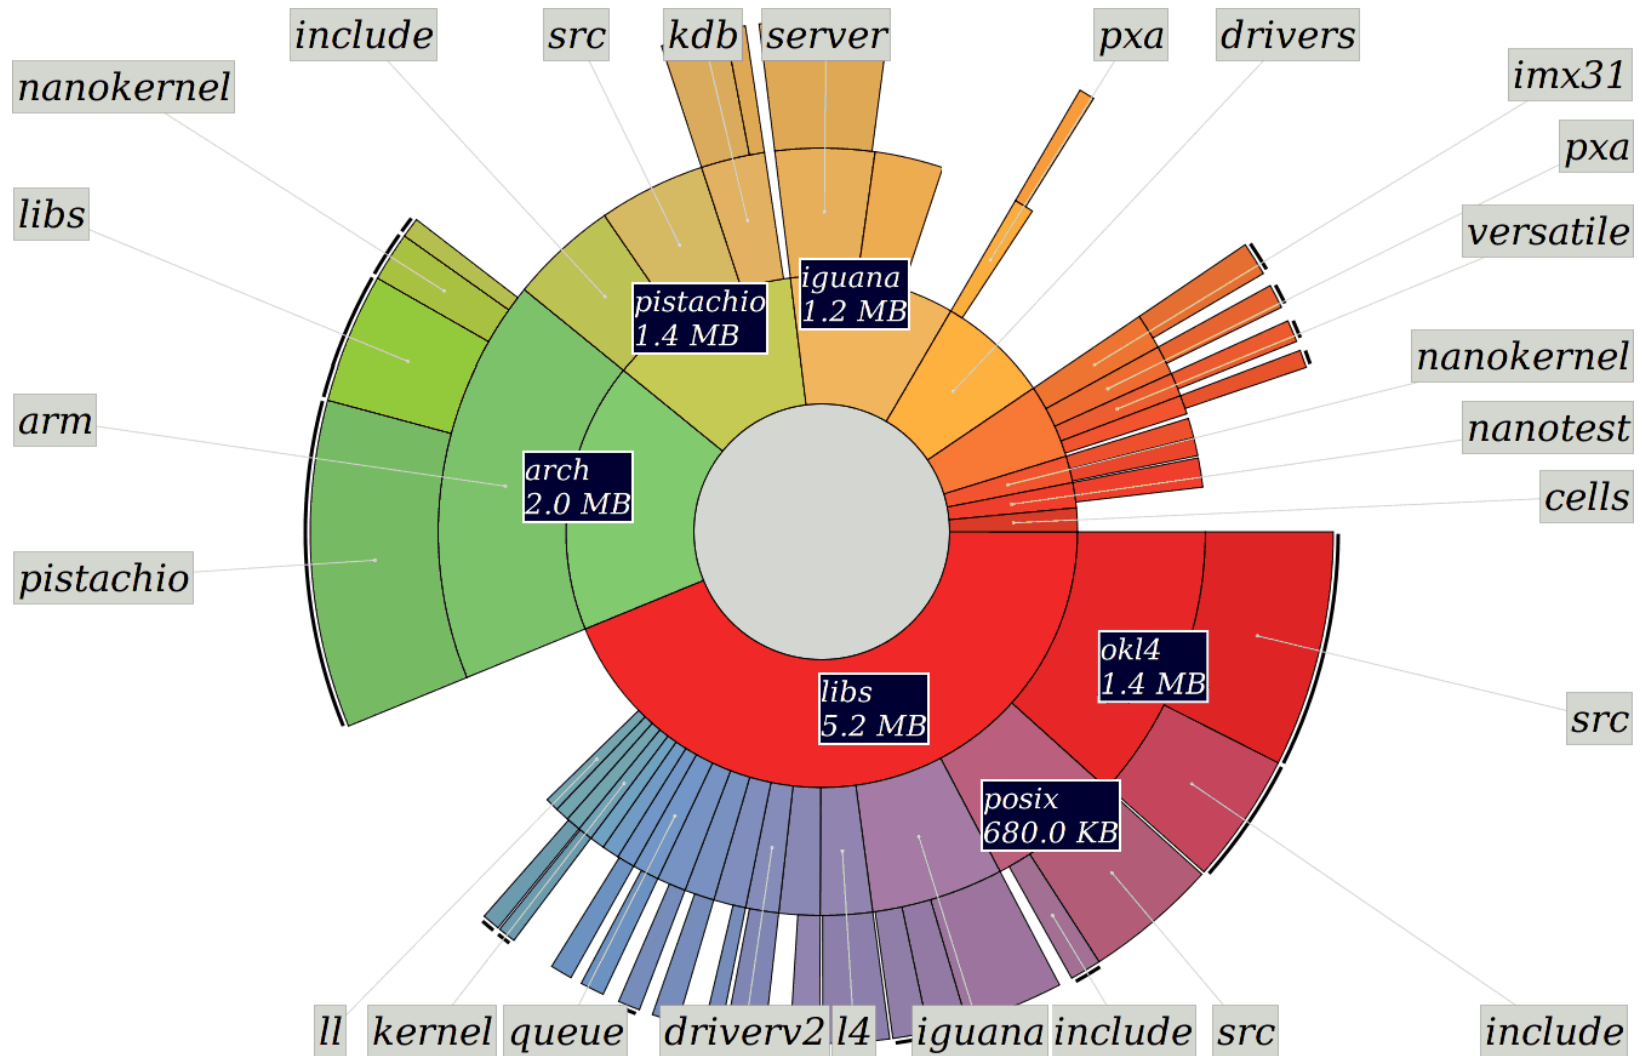 include
src
kdb
server
pxa
drivers
imx31
nanokernel
pxa
libs
versatile
iguana
1.2 MB
pistachio
1.4 MB
nanokernel
arm
nanotest
arch
2.0 MB
cells
pistachio
okl4
1.4 MB
libs
5.2 MB
src
posix
680.0 KB
ll
kernel
queue
driverv2
l4
iguana
include
src
include